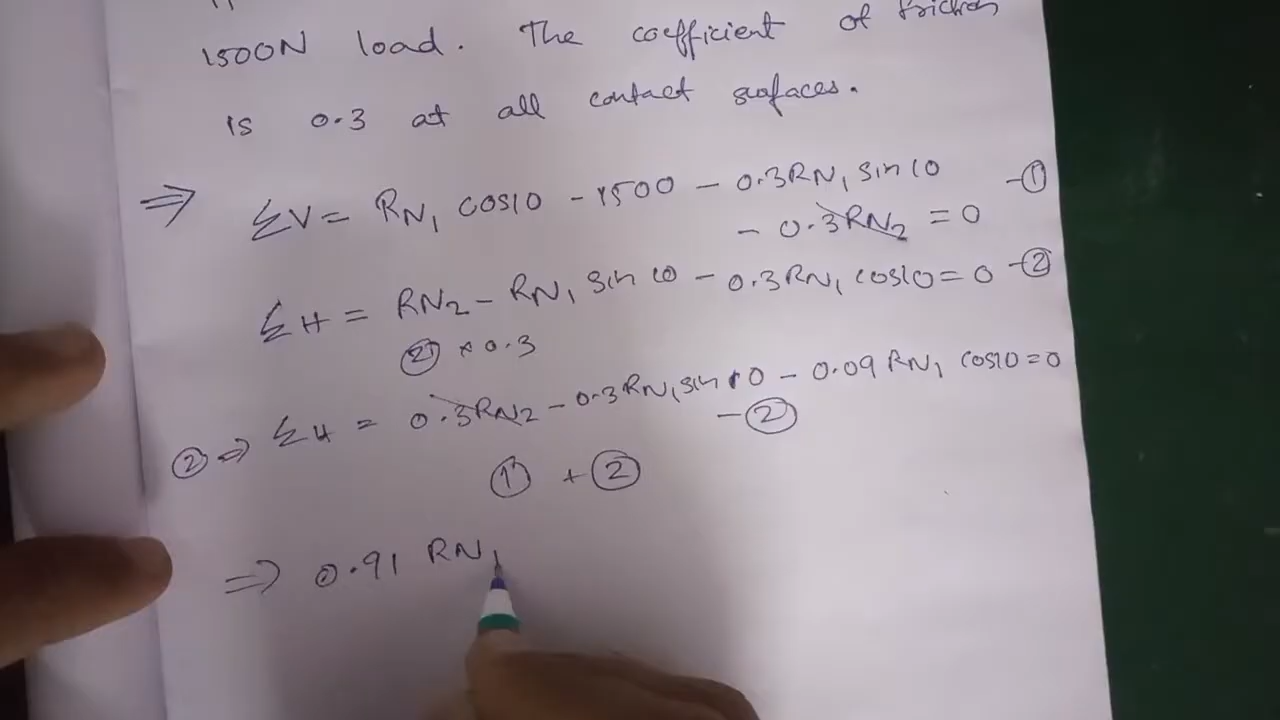 1500N load. The coefficient of friction
is 0.3 at all contact surfaces.
⇒ ΣV = RN₁ cos10 - 1500 - 0.3RN₁ sin10 -①
- 0.3RN₂ = 0
ΣH = RN₂ - RN₁ sin10 - 0.3RN₁ cos10 = 0 -②
② × 0.3
② ⇒ ΣH = 0.3RN₂ - 0.3RN₁ sin10 - 0.09 RN₁ cos10 = 0
-②
① + ②
⇒ 0.91 RN₁